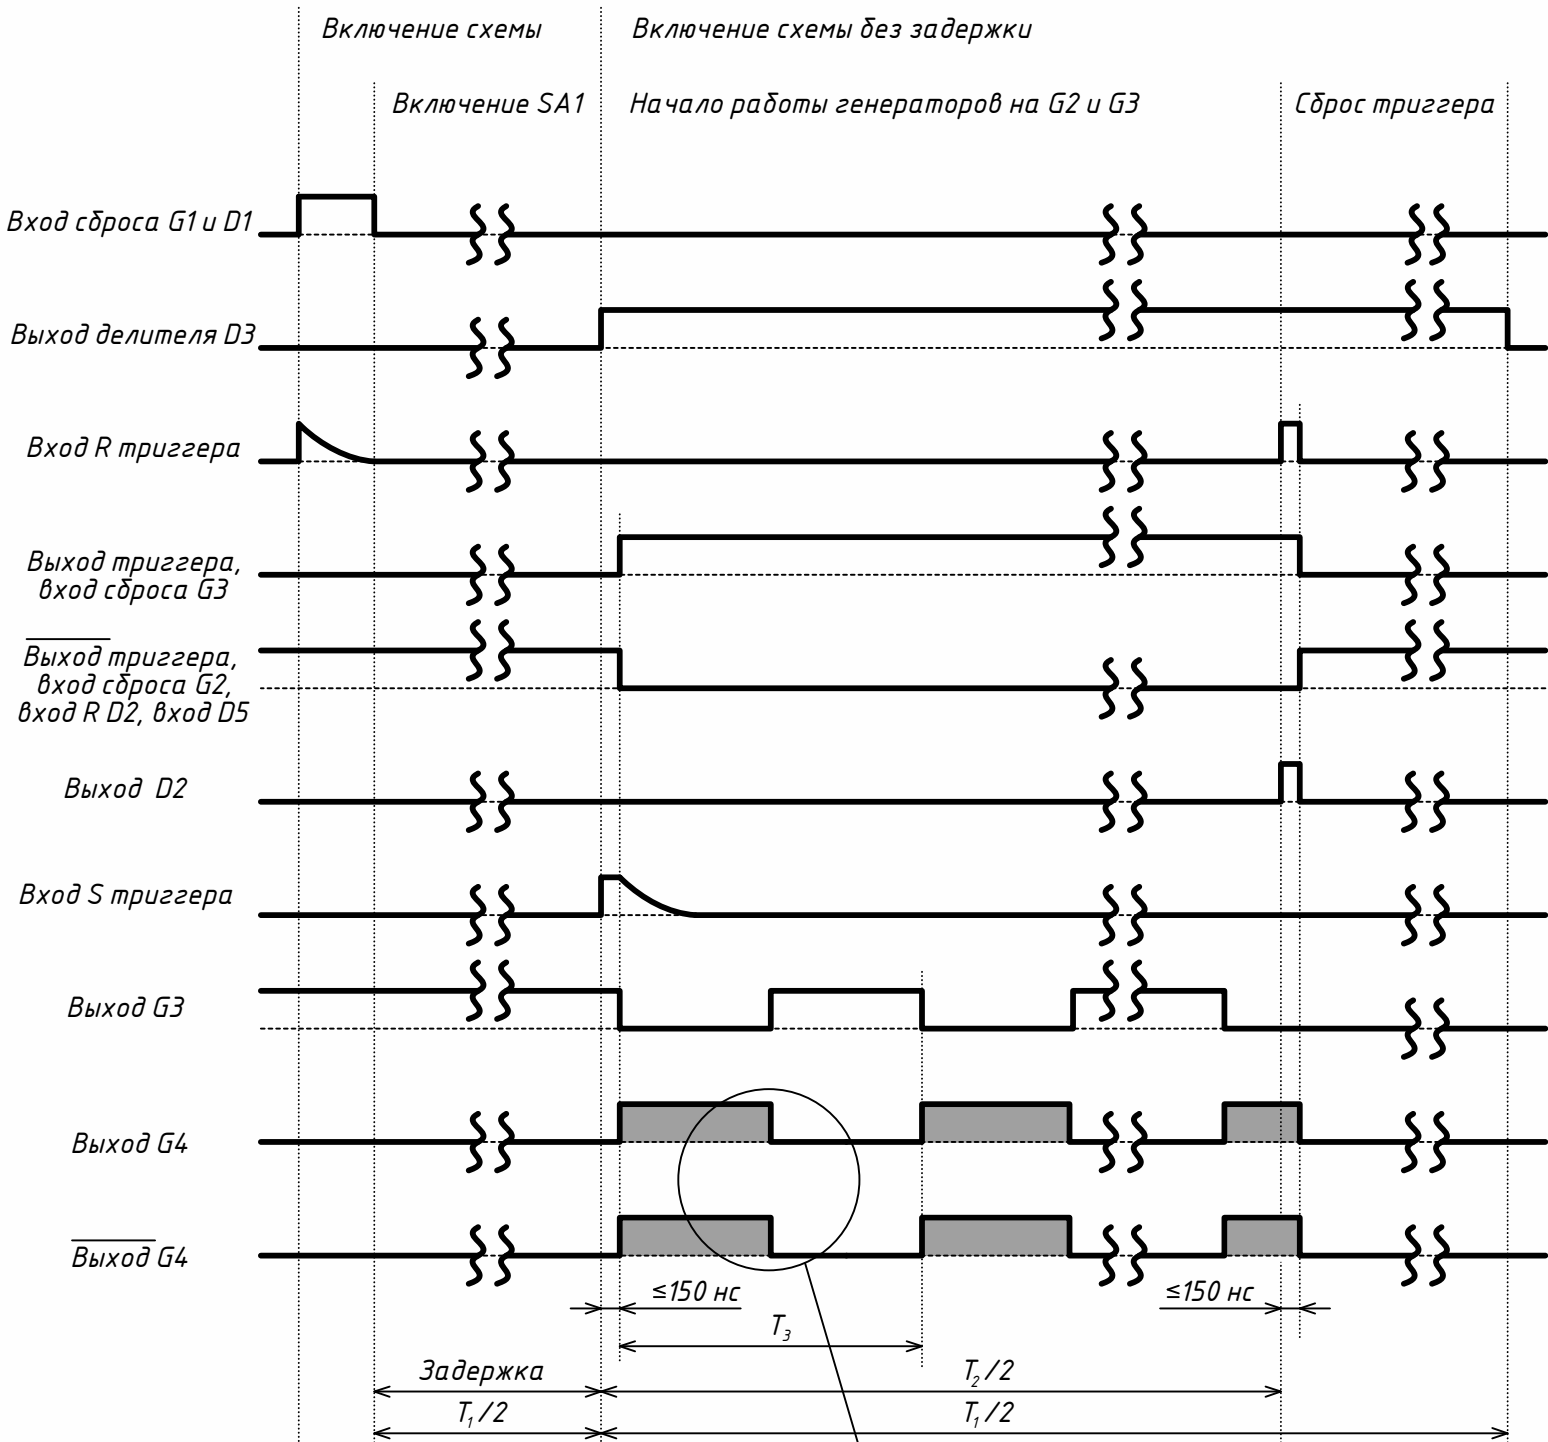 Включение схемы
Включение схемы без задержки
Включение SA1
Начало работы генераторов на G2 и G3
Сброс триггера
Вход сброса G1 и D1
Выход делителя D3
Вход R триггера
Выход триггера,
вход сброса G3
Выход триггера,
вход сброса G2,
вход R D2, вход D5
Выход D2
Вход S триггера
Выход G3
Выход G4
Выход G4
≤150 нс
≤150 нс
T₃
Задержка
T₂/2
T₁/2
T₁/2